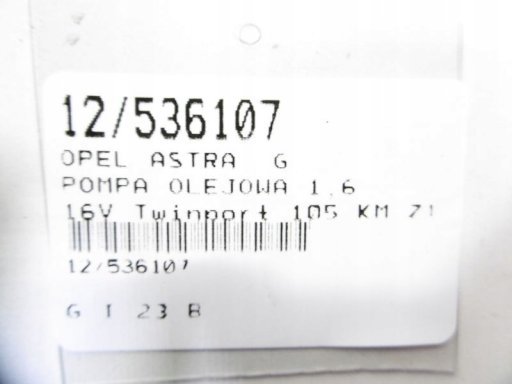 12/536107
OPEL ASTRA G
POMPA OLEJOWA 1,6
16V Twinport 105 KM Z1
12/536107
G I 23 B